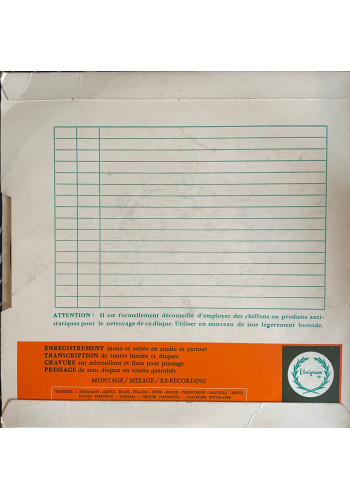 ATTENTION : Il est formellement déconseillé d'employer des chiffons ou produits anti-
statiques pour le nettoyage de ce disque. Utiliser un morceau de soie légèrement humide.
ENREGISTREMENT mono et stéréo en studio et partout
TRANSCRIPTION de toutes bandes et disques
GRAVURE sur microsillons et flans pour pressage
PRESSAGE de tous disques en toutes quantités.
MONTAGE / MIXAGE / RE-RECORDING